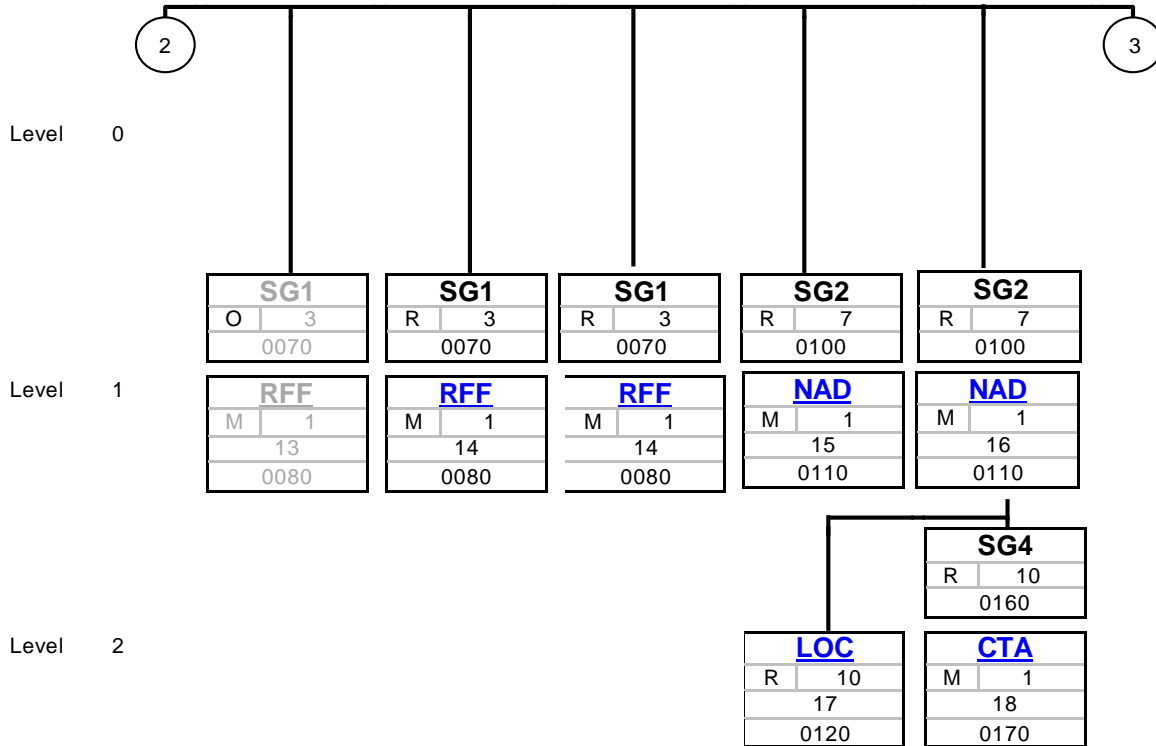 2 3
Level 0
SG1 SG1 SG1 SG2 SG2
O 3 R 3 R 3 R 7 R 7
0070 0070 0070 0100 0100
Level 1
RFF RFF RFF NAD NAD
M 1 M 1 M 1 M 1 M 1
13 14 14 15 16
0080 0080 0080 0110 0110
SG4
R 10
0160
Level 2
LOC CTA
R 10 M 1
17 18
0120 0170